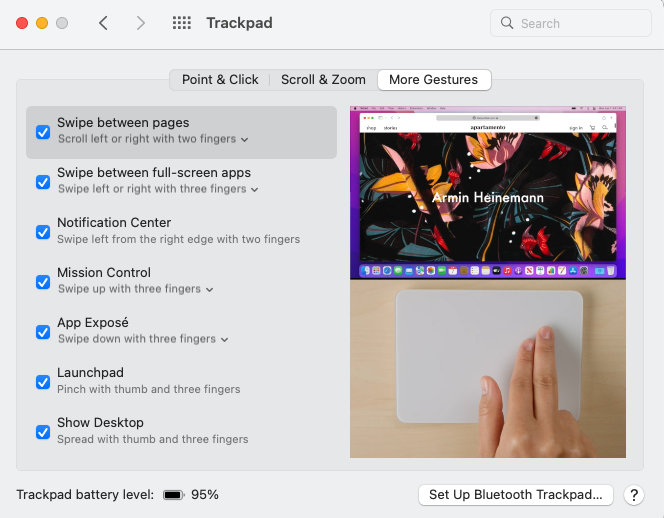 Trackpad
Search
Point & Click
Scroll & Zoom
More Gestures
Swipe between pages
Scroll left or right with two fingers
Swipe between full-screen apps
Swipe left or right with three fingers
Notification Center
Swipe left from the right edge with two fingers
Mission Control
Swipe up with three fingers
App Exposé
Swipe down with three fingers
Launchpad
Pinch with thumb and three fingers
Show Desktop
Spread with thumb and three fingers
stories
apartamento
sign in
Armin Heinemann
Trackpad battery level: 95%
Set Up Bluetooth Trackpad...
?